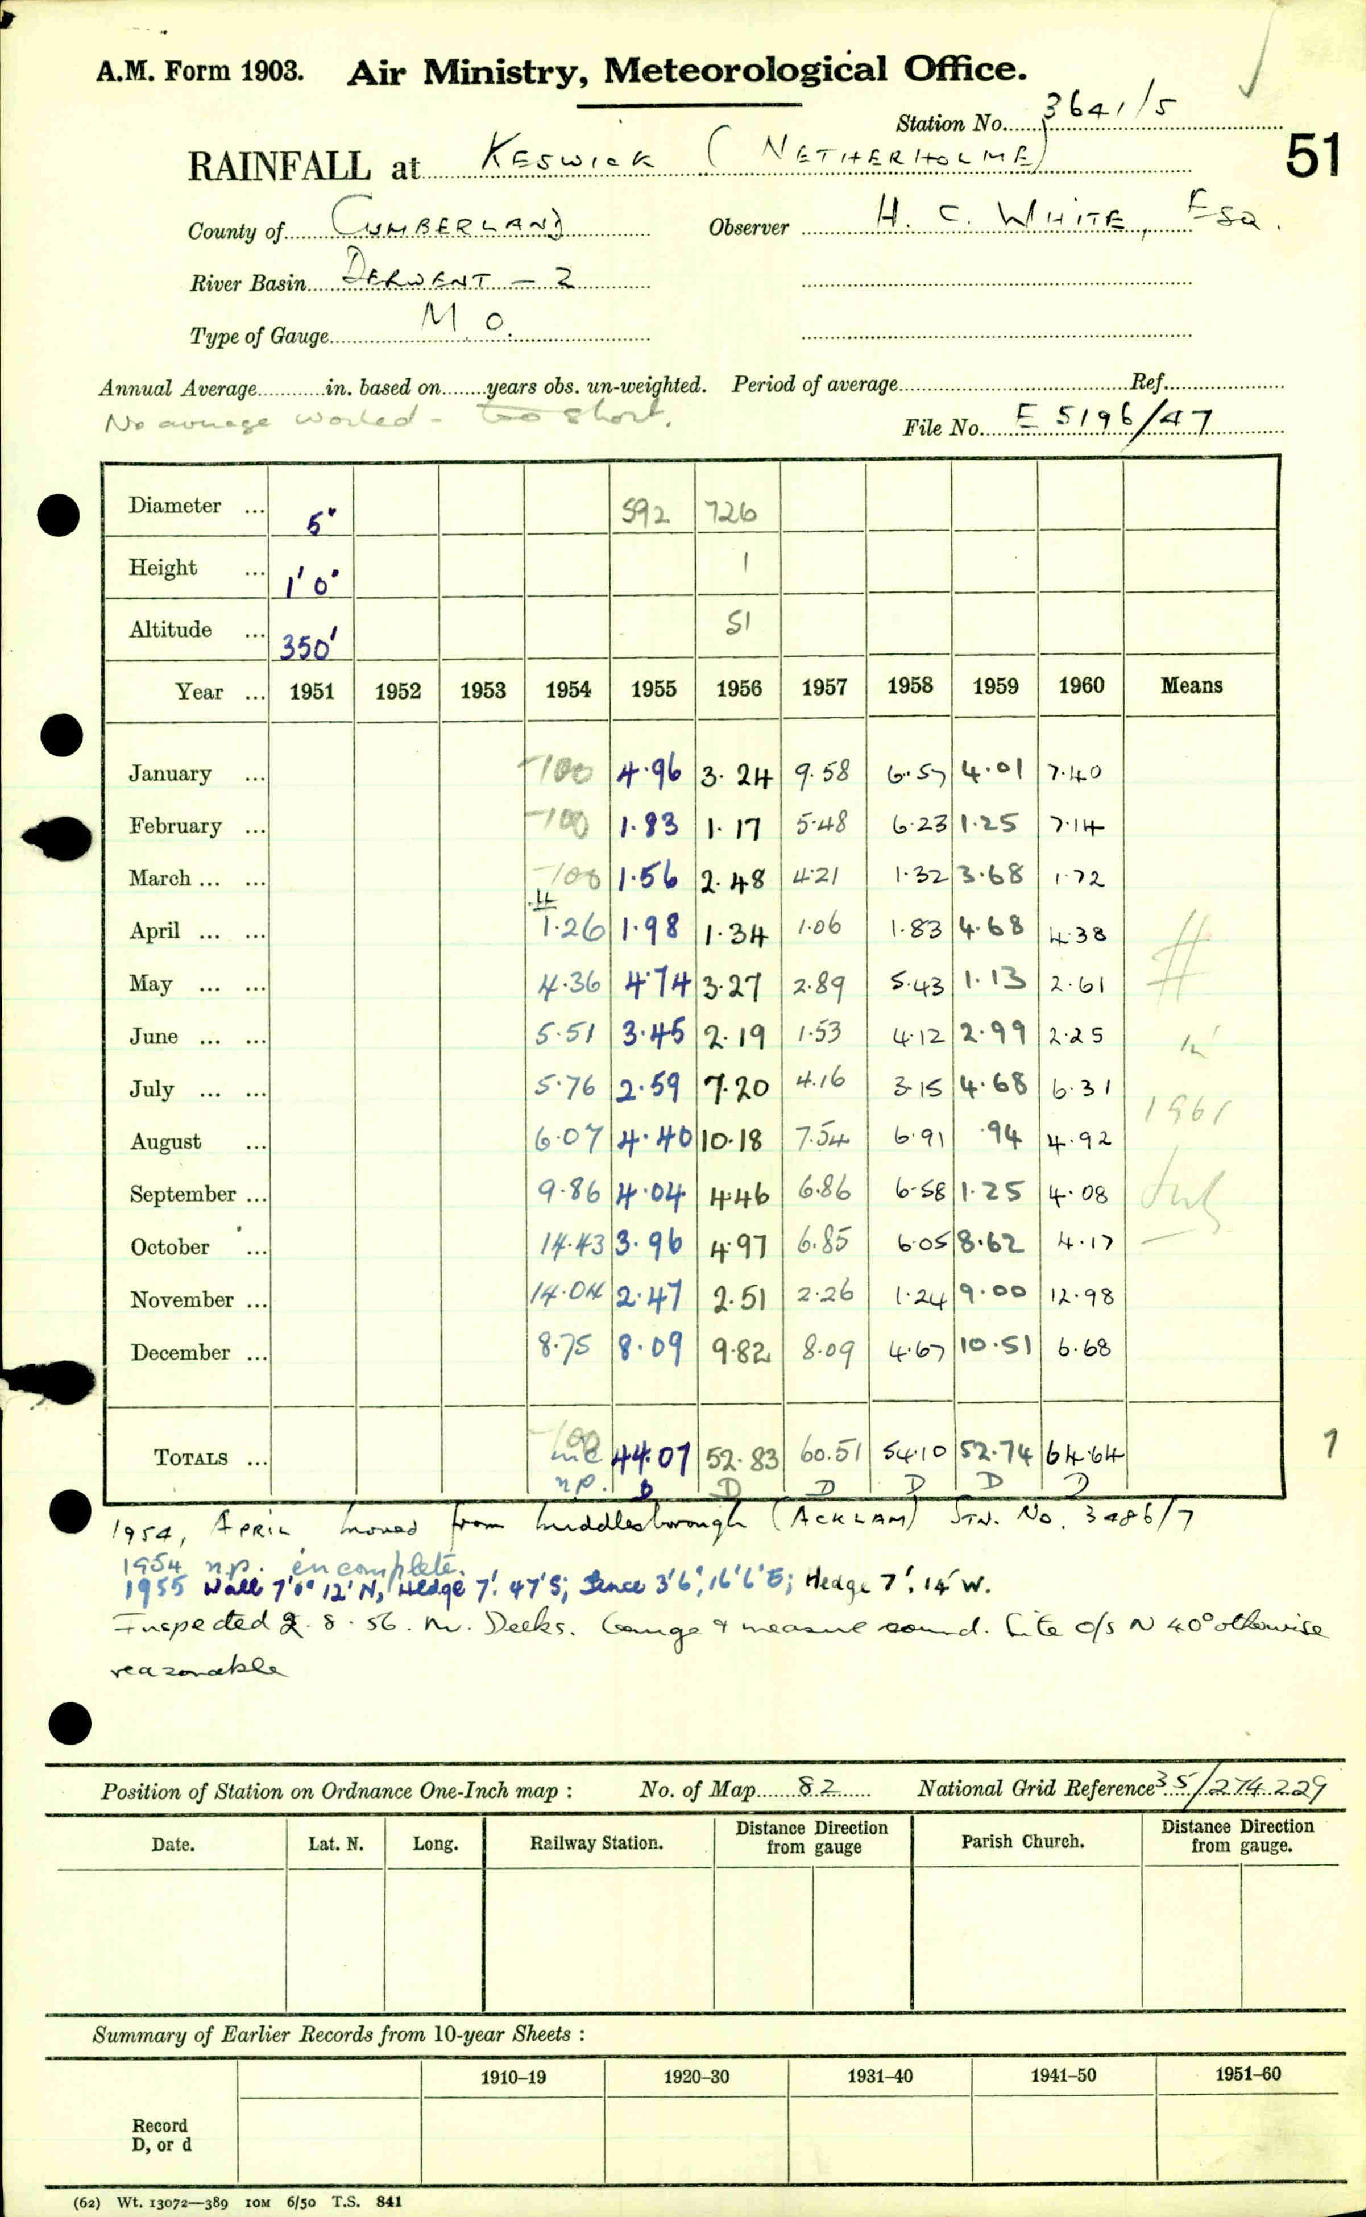 A.M. Form 1903. Air Ministry, Meteorological Office.
Station No. 3641/5
51
RAINFALL at KESWICK (NETHERHOLME)
County of CUMBERLAND Observer H. C. WHITE, ESQ.
River Basin DERWENT - 2
Type of Gauge M.O.
Annual Average in. based on years obs. un-weighted. Period of average Ref.
No average worked - too short.
File No. E 5196/47
Diameter ... 5" 592 726
Height ... 1' 0" 1
Altitude ... 350' 51
Year ... 1951 1952 1953 1954 1955 1956 1957 1958 1959 1960 Means
January ... -100 4.96 3.24 9.58 6.57 4.01 7.40
February ... -100 1.83 1.17 5.48 6.23 1.25 7.14
March ... ... -100 1.56 2.48 4.21 1.32 3.68 1.72
#
April ... ... 1.26 1.98 1.34 1.06 1.83 4.68 4.38 #
May ... ... 4.36 4.74 3.27 2.89 5.43 1.13 2.61
June ... ... 5.51 3.45 2.19 1.53 4.12 2.99 2.25 in
July ... ... 5.76 2.59 7.20 4.16 3.15 4.68 6.31 1961
August ... 6.07 4.40 10.18 7.54 6.91 .94 4.92
September ... 9.86 4.04 4.46 6.86 6.58 1.25 4.08
October ... 14.43 3.96 4.97 6.85 6.05 8.62 4.17
November ... 14.04 2.47 2.51 2.26 1.24 9.00 12.98
December ... 8.75 8.09 9.82 8.09 4.67 10.51 6.68
TOTALS ... -100 inc 44.07 52.83 60.51 54.10 52.74 64.64 1
n.p. D D D D D D
1954, APRIL moved from Middlesborough (ACKLAM) STN. No. 3486/7
1954 n.p. incomplete.
1955 Wall 7'0" 12' N, Hedge 7'. 47' S; Fence 3'6", 16'6" E; Hedge 7', 14' W.
Inspected 2.8.56. Mr. Deeks. Gauge & measure sound. Site o/s N 40° otherwise
reasonable
Position of Station on Ordnance One-Inch map : No. of Map 82 National Grid Reference 35/274229
Date. Lat. N. Long. Railway Station. Distance Direction from gauge Parish Church. Distance Direction from gauge.
Summary of Earlier Records from 10-year Sheets :
1910–19 1920–30 1931–40 1941–50 1951–60
Record
D, or d
(62) Wt. 13072—389 10M 6/50 T.S. 841